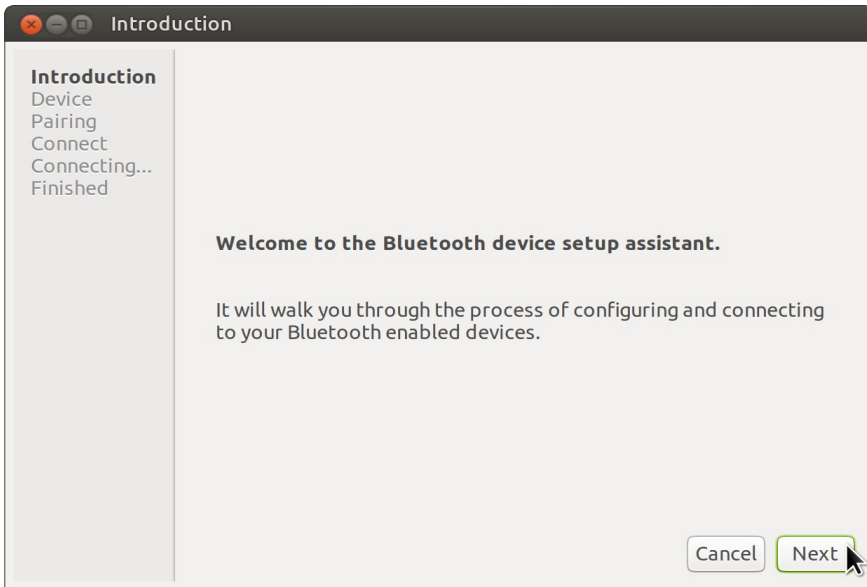 Introduction
Introduction
Device
Pairing
Connect
Connecting...
Finished
Welcome to the Bluetooth device setup assistant.
It will walk you through the process of configuring and connecting
to your Bluetooth enabled devices.
Cancel
Next